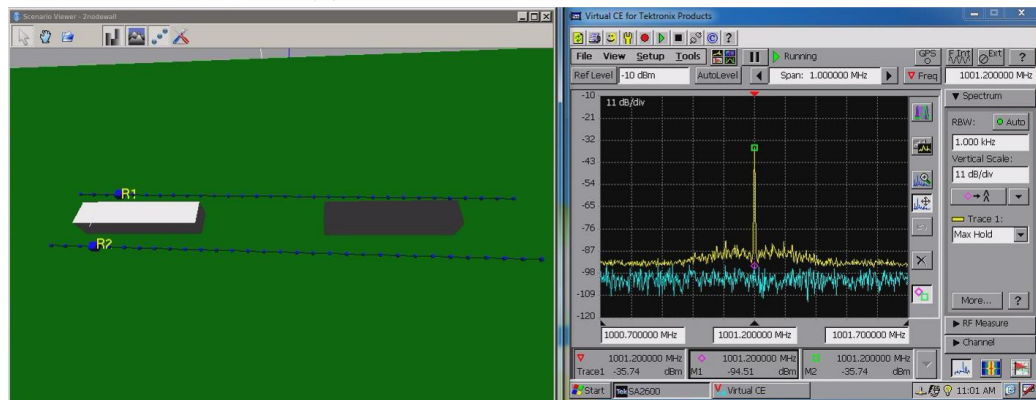 Scenario Viewer - 2nodewall
R1
R2
Virtual CE for Tektronix Products
File View Setup Tools Running GPS F Int Ext ?
Ref Level -10 dBm AutoLevel Span: 1.000000 MHz Freq 1001.200000 MHz
11 dB/div
-10
-21
-32
-43
-54
-65
-76
-87
-98
-109
-120
1000.700000 MHz 1001.200000 MHz 1001.700000 MHz
1001.200000 MHz 1001.200000 MHz 1001.200000 MHz
Trace1 -35.74 dBm M1 -94.51 dBm M2 -35.74 dBm
Spectrum
RBW: Auto
1.000 kHz
Vertical Scale:
11 dB/div
Trace 1:
Max Hold
More... ?
RF Measure
Channel
Start Tek SA2600 Virtual CE 11:01 AM